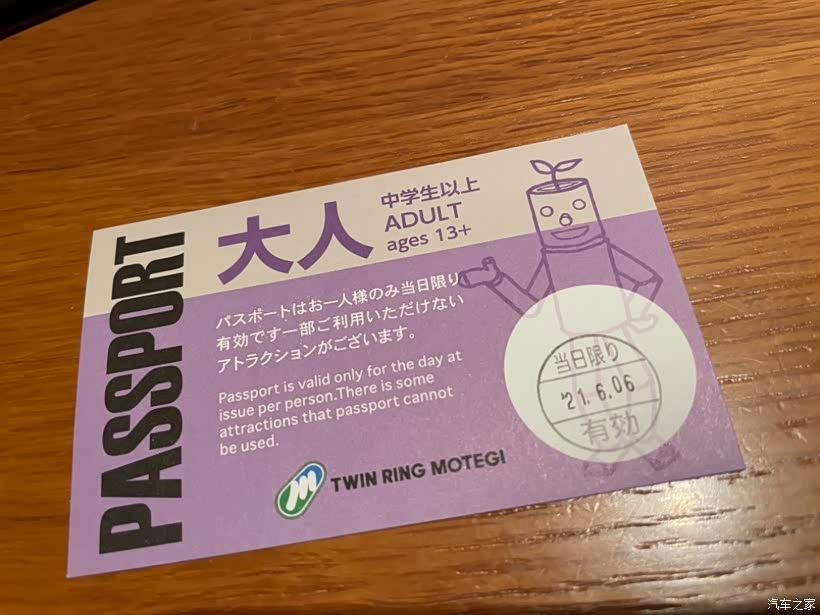 PASSPORT
大人
中学生以上
ADULT
ages 13+
パスポートはお一人様のみ当日限り
有効です一部ご利用いただけない
アトラクションがございます。
Passport is valid only for the day at
issue per person.There is some
attractions that passport cannot
be used.
TWIN RING MOTEGI
当日限り
'21.6.06
有効
汽车之家